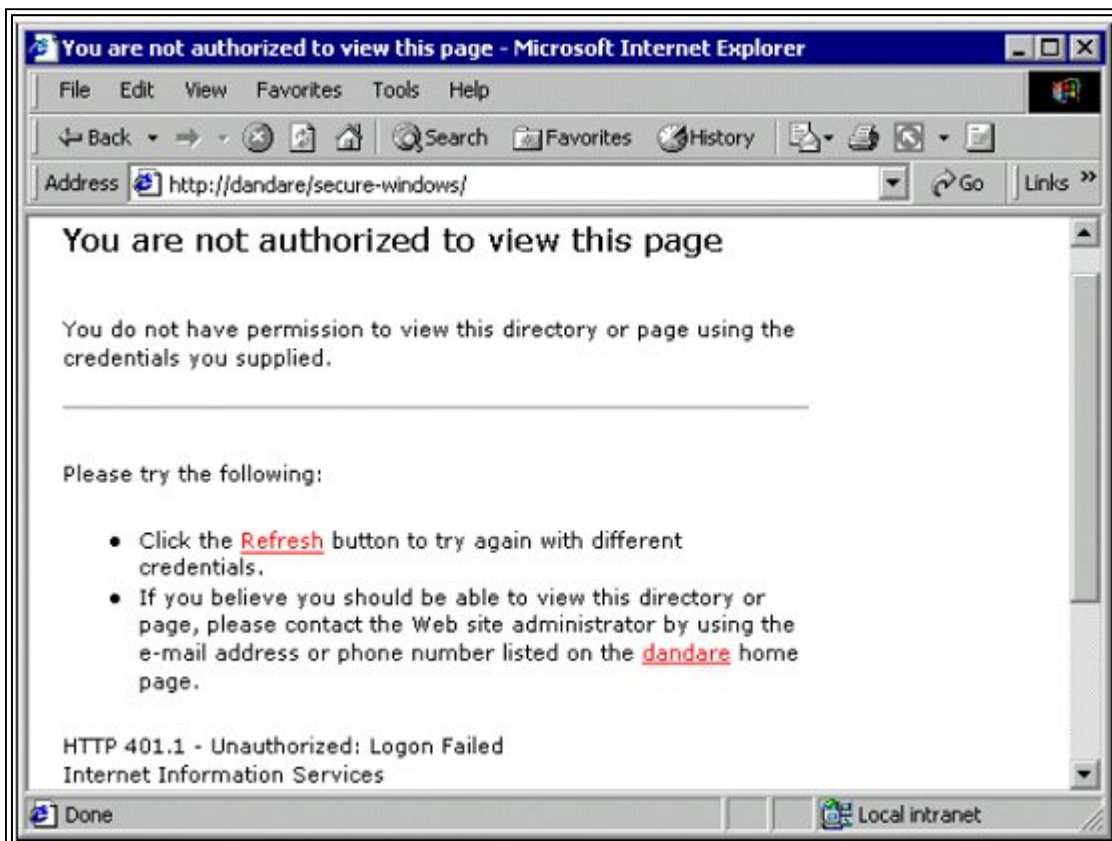 You are not authorized to view this page - Microsoft Internet Explorer
File Edit View Favorites Tools Help
Back Search Favorites History
Address http://dandare/secure-windows/ Go Links »
You are not authorized to view this page
You do not have permission to view this directory or page using the
credentials you supplied.
Please try the following:
• Click the Refresh button to try again with different
credentials.
• If you believe you should be able to view this directory or
page, please contact the Web site administrator by using the
e-mail address or phone number listed on the dandare home
page.
HTTP 401.1 - Unauthorized: Logon Failed
Internet Information Services
Done Local intranet